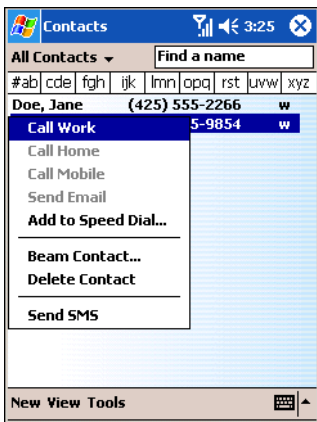 Contacts 3:25
All Contacts Find a name
#ab cde fgh ijk lmn opq rst uvw xyz
Doe, Jane (425) 555-2266 w
5-9854 w
Call Work
Call Home
Call Mobile
Send Email
Add to Speed Dial...
Beam Contact...
Delete Contact
Send SMS
New View Tools